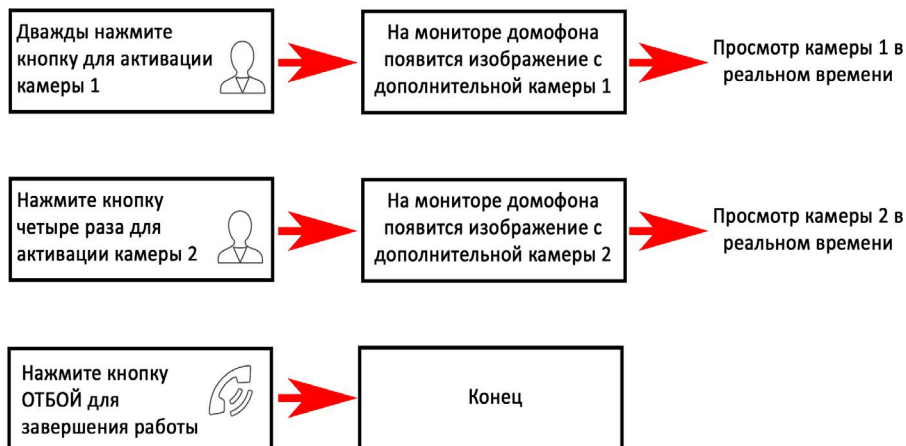 Дважды нажмите
кнопку для активации
камеры 1
На мониторе домофона
появится изображение с
дополнительной камеры 1
Просмотр камеры 1 в
реальном времени
Нажмите кнопку
четыре раза для
активации камеры 2
На мониторе домофона
появится изображение с
дополнительной камеры 2
Просмотр камеры 2 в
реальном времени
Нажмите кнопку
ОТБОЙ для
завершения работы
Конец